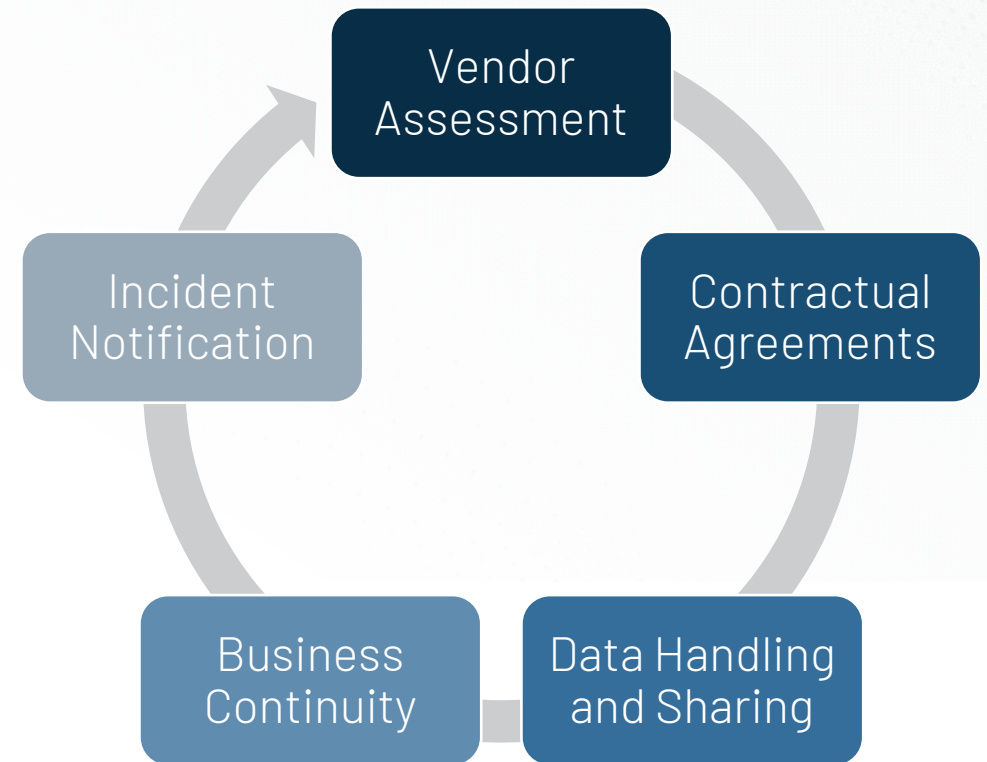 Vendor
Assessment
Contractual
Agreements
Data Handling
and Sharing
Business
Continuity
Incident
Notification